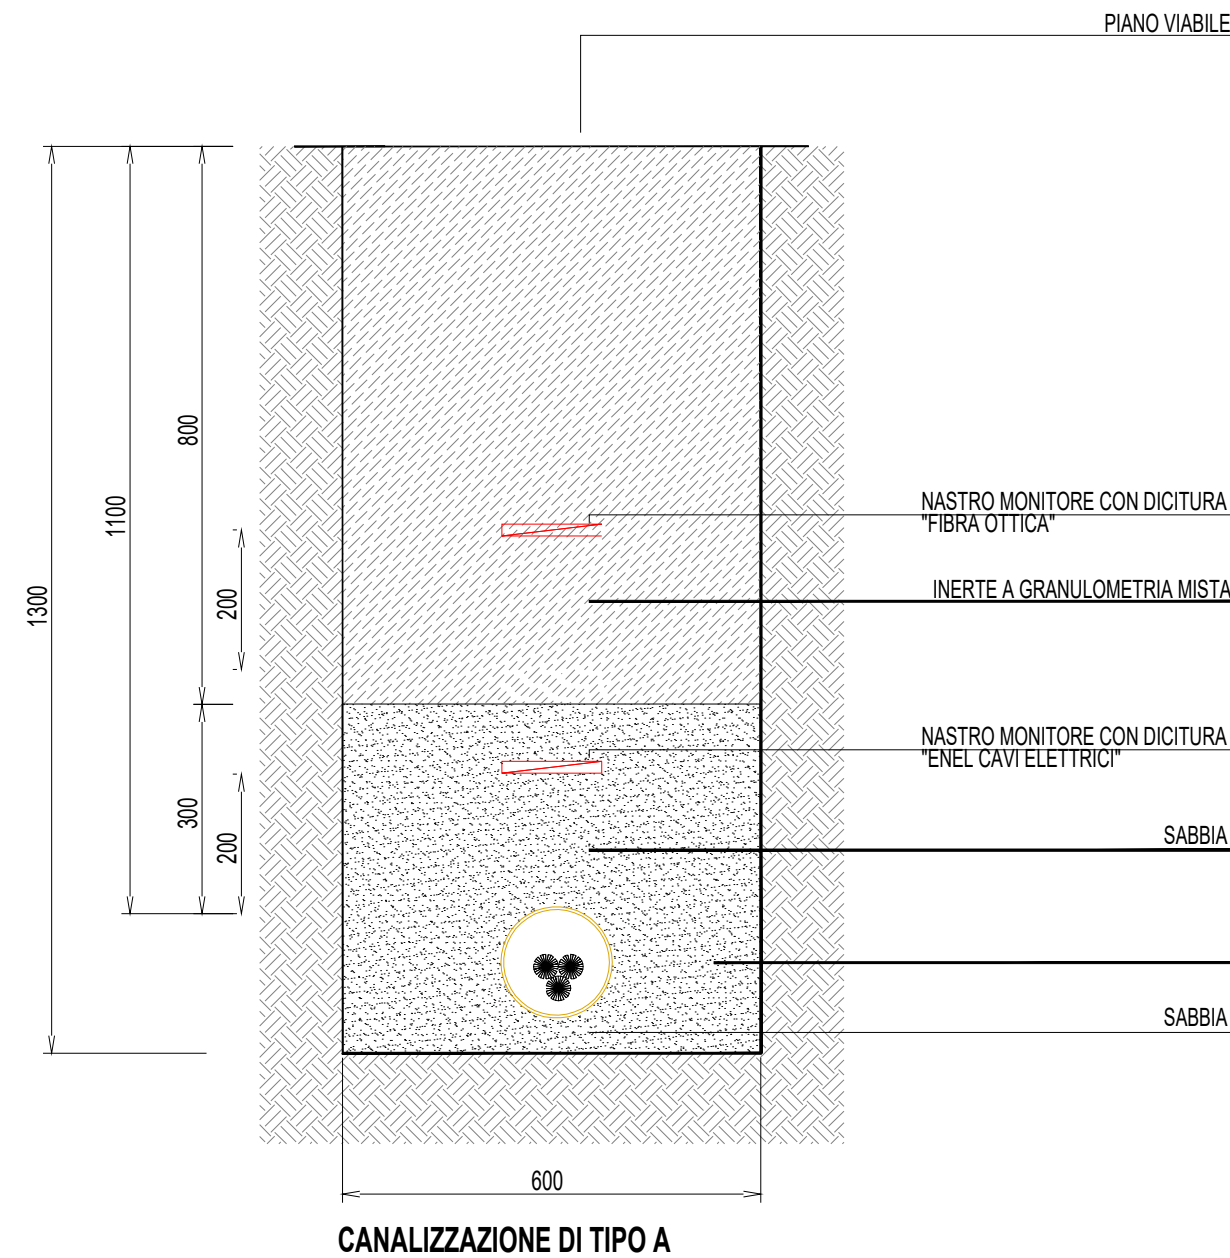 PIANO VIABILE
800
1100
NASTRO MONITORE CON DICITURA
"FIBRA OTTICA"
INERTE A GRANULOMETRIA MISTA
1300
200
NASTRO MONITORE CON DICITURA
"ENEL CAVI ELETTRICI"
300
200
SABBIA
SABBIA
600
CANALIZZAZIONE DI TIPO A